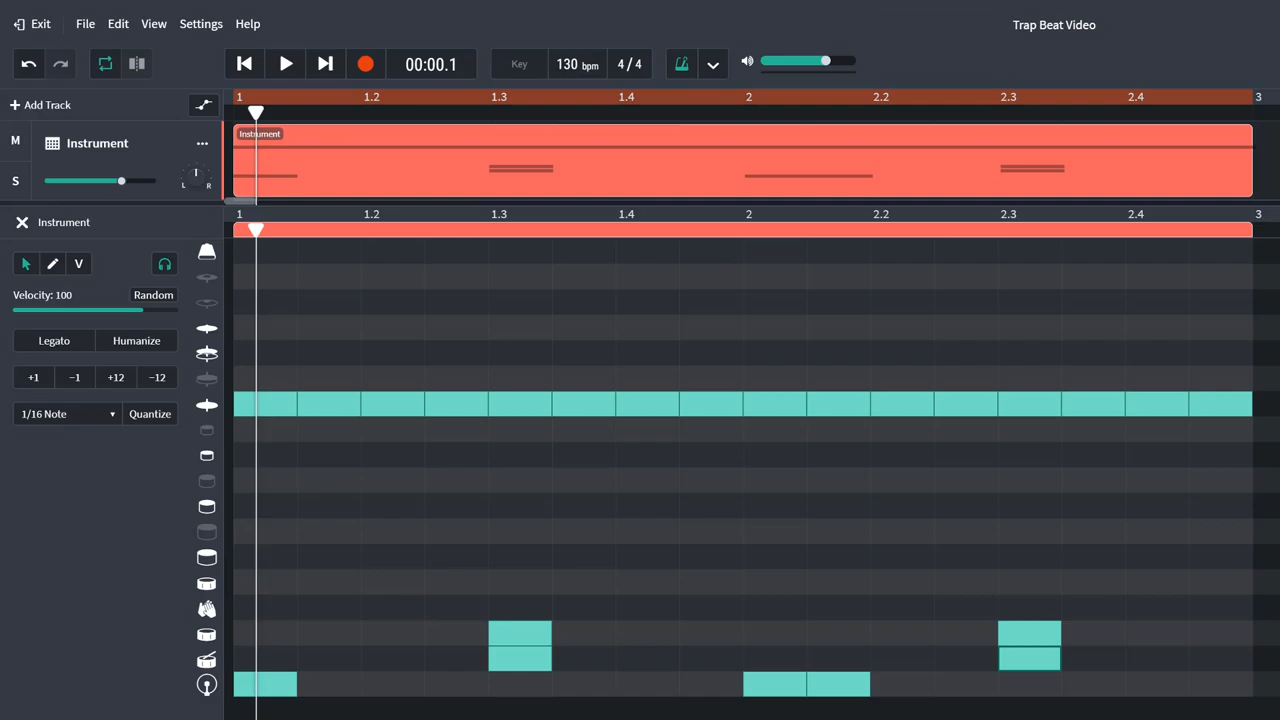 Exit File Edit View Settings Help Trap Beat Video
00:00.1 Key 130 bpm 4 / 4
Add Track 1 1.2 1.3 1.4 2 2.2 2.3 2.4 3
M Instrument ... Instrument
S L R
1 1.2 1.3 1.4 2 2.2 2.3 2.4 3
Instrument
V
Velocity: 100 Random
Legato Humanize
+1 −1 +12 −12
1/16 Note Quantize